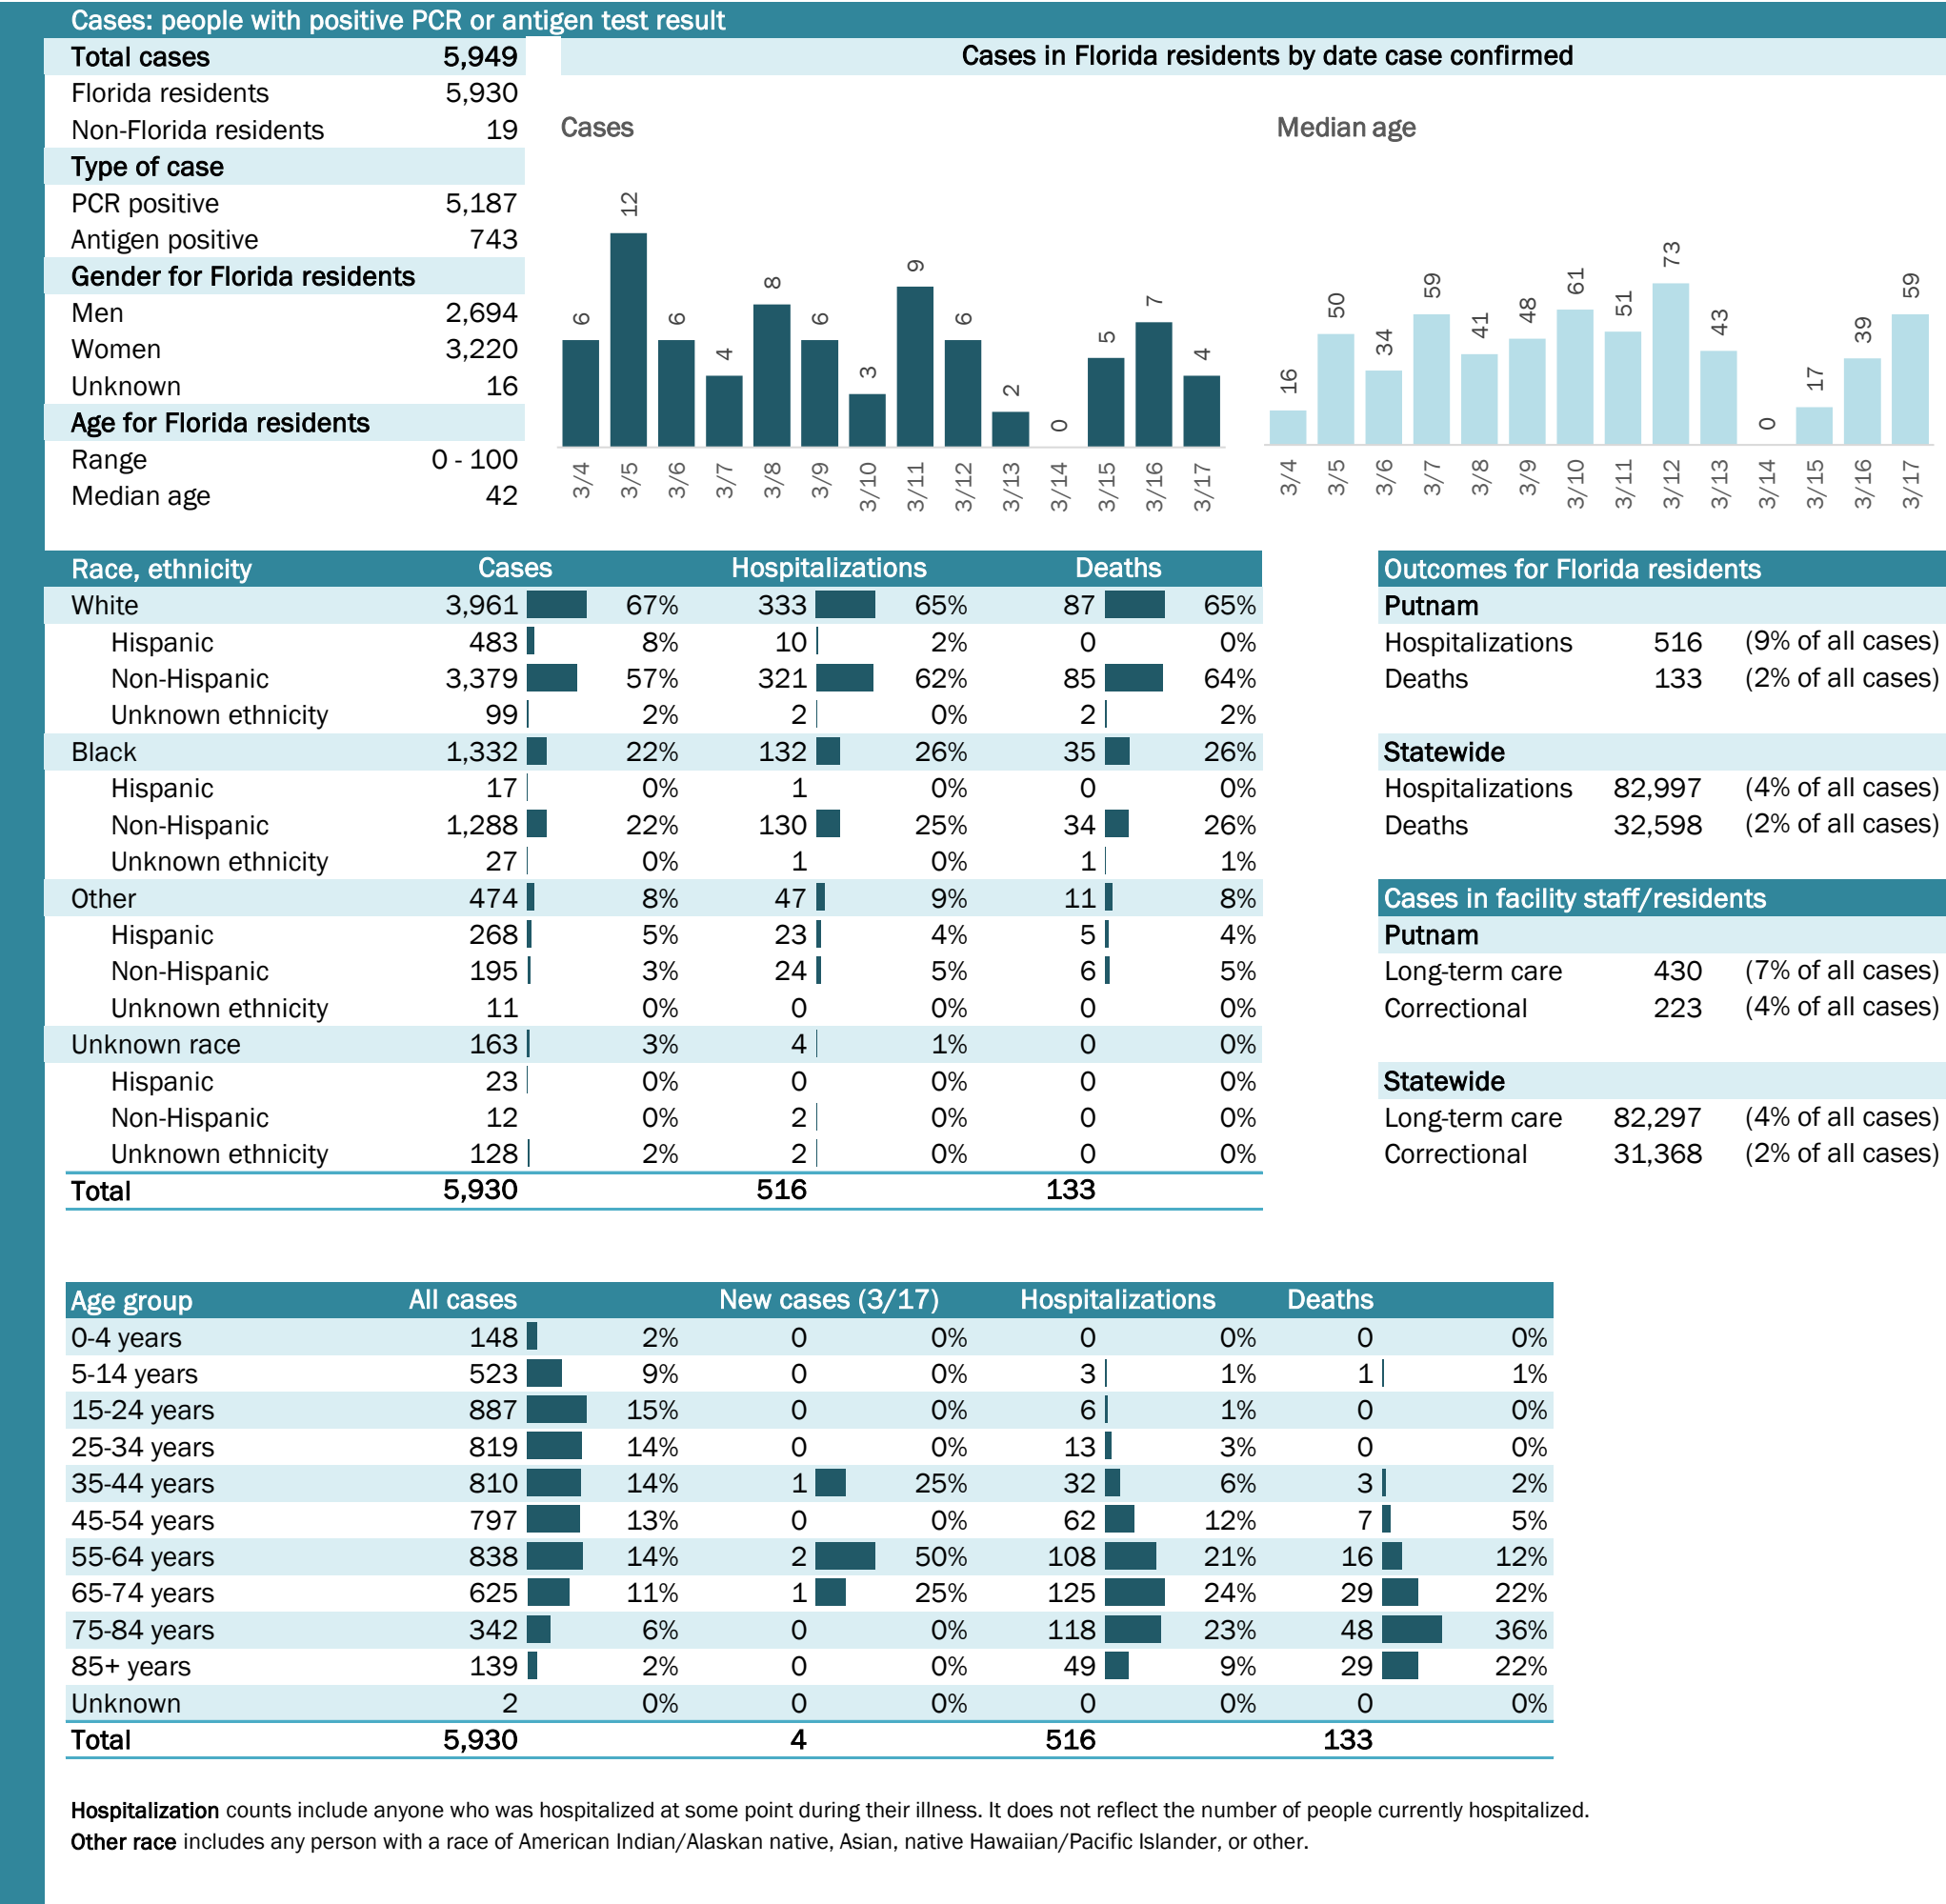 Cases: people with positive PCR or antigen test result
Total cases 5,949
Florida residents 5,930
Non-Florida residents 19
Type of case
PCR positive 5,187
Antigen positive 743
Gender for Florida residents
Men 2,694
Women 3,220
Unknown 16
Age for Florida residents
Range 0 - 100
Median age 42
Cases in Florida residents by date case confirmed
Cases
6 12 6 4 8 6 3 9 6 2 0 5 7 4
3/4 3/5 3/6 3/7 3/8 3/9 3/10 3/11 3/12 3/13 3/14 3/15 3/16 3/17
Median age
16 50 34 59 41 48 61 51 73 43 0 17 39 59
3/4 3/5 3/6 3/7 3/8 3/9 3/10 3/11 3/12 3/13 3/14 3/15 3/16 3/17
Race, ethnicity Cases Hospitalizations Deaths
White 3,961 67% 333 65% 87 65%
Hispanic 483 8% 10 2% 0 0%
Non-Hispanic 3,379 57% 321 62% 85 64%
Unknown ethnicity 99 2% 2 0% 2 2%
Black 1,332 22% 132 26% 35 26%
Hispanic 17 0% 1 0% 0 0%
Non-Hispanic 1,288 22% 130 25% 34 26%
Unknown ethnicity 27 0% 1 0% 1 1%
Other 474 8% 47 9% 11 8%
Hispanic 268 5% 23 4% 5 4%
Non-Hispanic 195 3% 24 5% 6 5%
Unknown ethnicity 11 0% 0 0% 0 0%
Unknown race 163 3% 4 1% 0 0%
Hispanic 23 0% 0 0% 0 0%
Non-Hispanic 12 0% 2 0% 0 0%
Unknown ethnicity 128 2% 2 0% 0 0%
Total 5,930 516 133
Outcomes for Florida residents
Putnam
Hospitalizations 516 (9% of all cases)
Deaths 133 (2% of all cases)
Statewide
Hospitalizations 82,997 (4% of all cases)
Deaths 32,598 (2% of all cases)
Cases in facility staff/residents
Putnam
Long-term care 430 (7% of all cases)
Correctional 223 (4% of all cases)
Statewide
Long-term care 82,297 (4% of all cases)
Correctional 31,368 (2% of all cases)
Age group All cases New cases (3/17) Hospitalizations Deaths
0-4 years 148 2% 0 0% 0 0% 0 0%
5-14 years 523 9% 0 0% 3 1% 1 1%
15-24 years 887 15% 0 0% 6 1% 0 0%
25-34 years 819 14% 0 0% 13 3% 0 0%
35-44 years 810 14% 1 25% 32 6% 3 2%
45-54 years 797 13% 0 0% 62 12% 7 5%
55-64 years 838 14% 2 50% 108 21% 16 12%
65-74 years 625 11% 1 25% 125 24% 29 22%
75-84 years 342 6% 0 0% 118 23% 48 36%
85+ years 139 2% 0 0% 49 9% 29 22%
Unknown 2 0% 0 0% 0 0% 0 0%
Total 5,930 4 516 133
Hospitalization counts include anyone who was hospitalized at some point during their illness. It does not reflect the number of people currently hospitalized.
Other race includes any person with a race of American Indian/Alaskan native, Asian, native Hawaiian/Pacific Islander, or other.